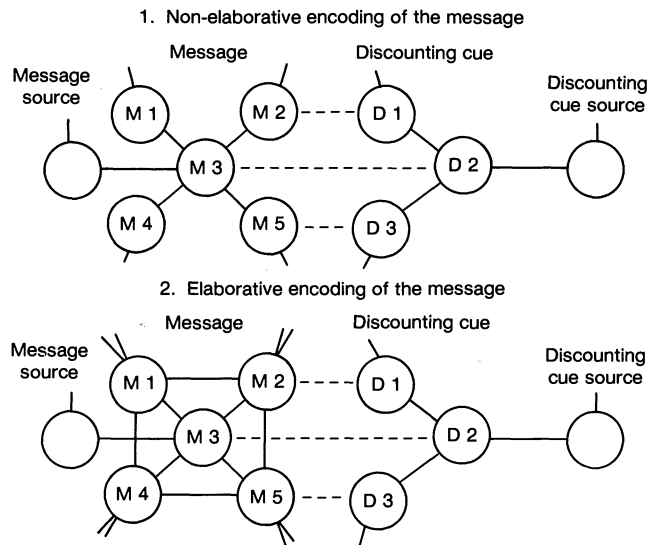 1. Non-elaborative encoding of the message
Message
Discounting cue
Message
source
Discounting
cue source
M 1
M 2
D 1
M 3
D 2
M 4
M 5
D 3
2. Elaborative encoding of the message
Message
Discounting cue
Message
source
Discounting
cue source
M 1
M 2
D 1
M 3
D 2
M 4
M 5
D 3